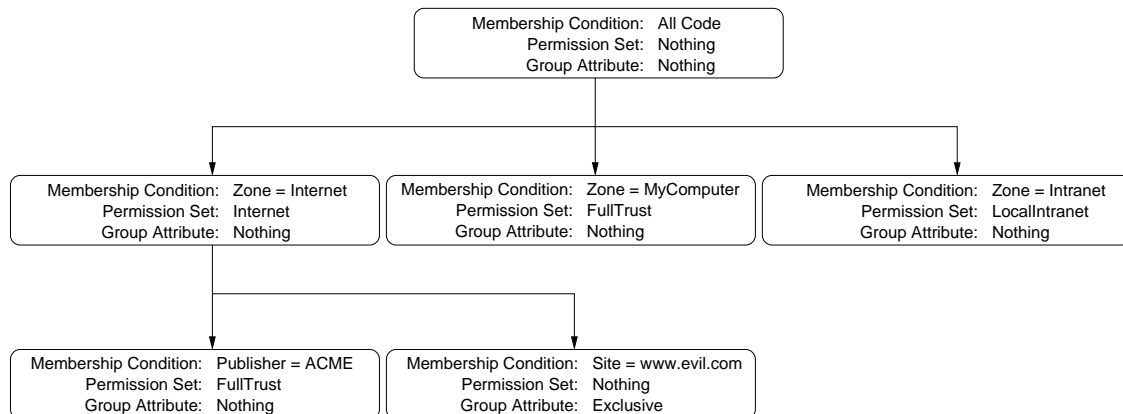 Membership Condition: All Code
Permission Set: Nothing
Group Attribute: Nothing
Membership Condition: Zone = Internet
Permission Set: Internet
Group Attribute: Nothing
Membership Condition: Zone = MyComputer
Permission Set: FullTrust
Group Attribute: Nothing
Membership Condition: Zone = Intranet
Permission Set: LocalIntranet
Group Attribute: Nothing
Membership Condition: Publisher = ACME
Permission Set: FullTrust
Group Attribute: Nothing
Membership Condition: Site = www.evil.com
Permission Set: Nothing
Group Attribute: Exclusive